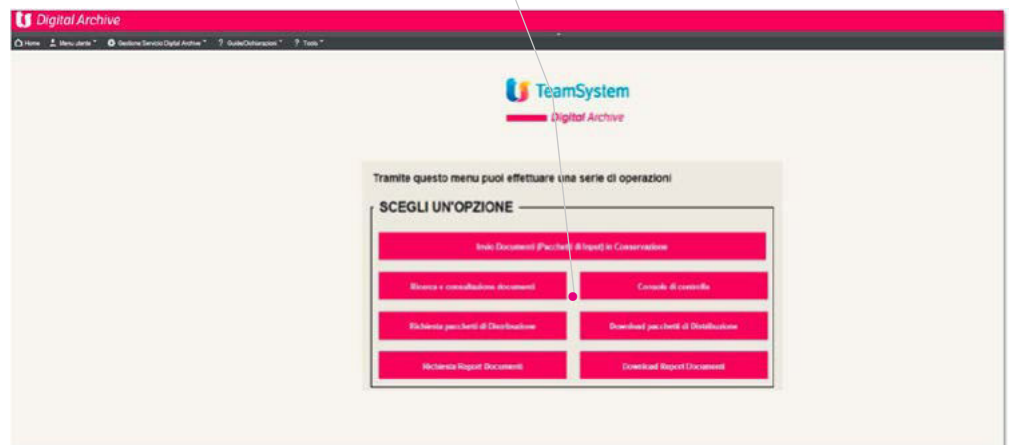 Digital Archive
Home Menu utente Gestione Servizio Digital Archive ? Guide/Dichiarazioni ? Tools
TeamSystem
Digital Archive
Tramite questo menu puoi effettuare una serie di operazioni
SCEGLI UN'OPZIONE
Invio Documenti (Pacchetti di Input) in Conservazione
Ricerca e consultazione documenti
Console di controllo
Richiesta pacchetti di Distribuzione
Download pacchetti di Distribuzione
Richiesta Report Documenti
Download Report Documenti